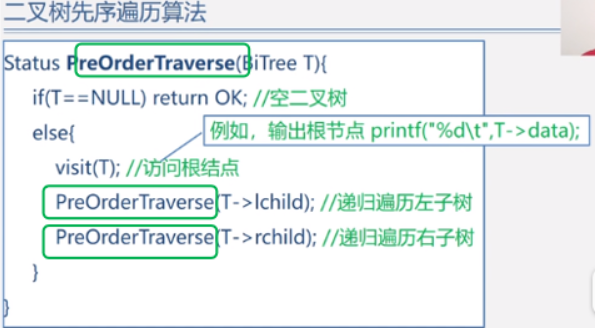 二叉树先序遍历算法
Status PreOrderTraverse(BiTree T){
if(T==NULL) return OK; //空二叉树
else{
例如，输出根节点 printf("%d\t",T->data);
visit(T); //访问根结点
PreOrderTraverse(T->lchild); //递归遍历左子树
PreOrderTraverse(T->rchild); //递归遍历右子树
}
}